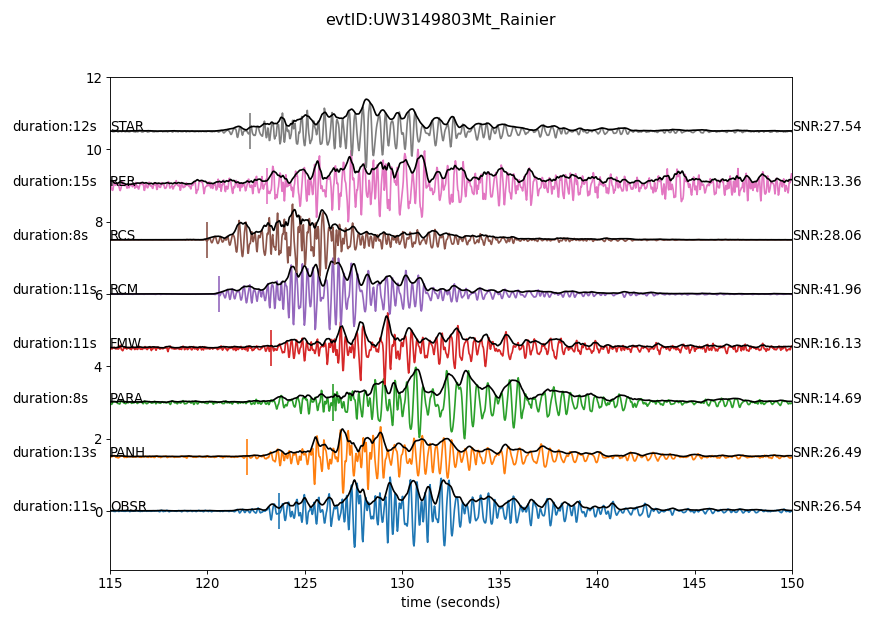 evtID:UW3149803Mt_Rainier
12
duration:12s STAR SNR:27.54
10
duration:15s RER SNR:13.36
8
duration:8s RCS SNR:28.06
duration:11s RCM SNR:41.96
6
duration:11s FMW SNR:16.13
4
duration:8s PARA SNR:14.69
2
duration:13s PANH SNR:26.49
duration:11s OBSR SNR:26.54
0
115 120 125 130 135 140 145 150
time (seconds)